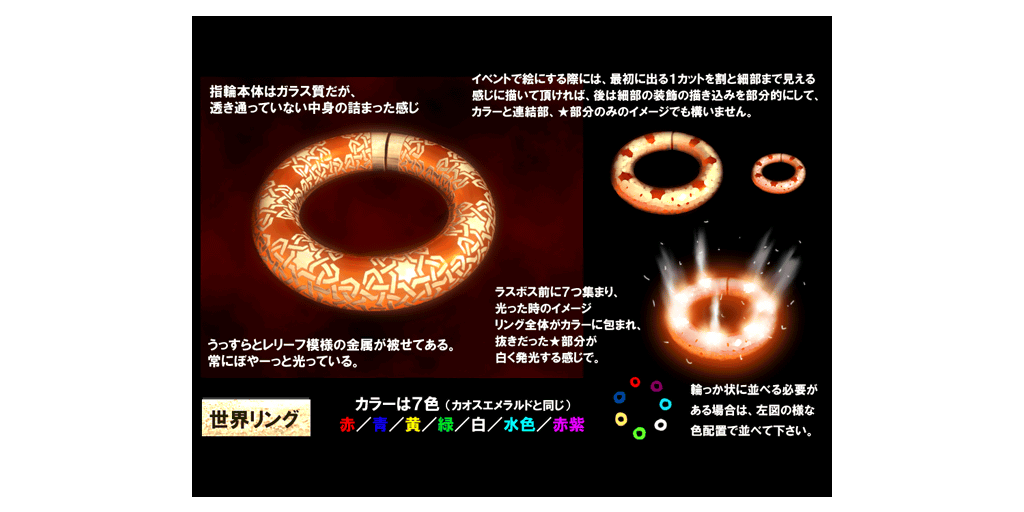 指輪本体はガラス質だが、
透き通っていない中身の詰まった感じ
イベントで絵にする際には、最初に出る1カットを割と細部まで見える
感じに描いて頂ければ、後は細部の装飾の描き込みを部分的にして、
カラーと連結部、★部分のみのイメージでも構いません。
ラスボス前に7つ集まり、
光った時のイメージ
リング全体がカラーに包まれ、
抜きだった★部分が
白く発光する感じで。
うっすらとレリーフ模様の金属が被せてある。
常にぼやーっと光っている。
世界リング
カラーは7色（カオスエメラルドと同じ）
赤／青／黄／緑／白／水色／赤紫
輪っか状に並べる必要が
ある場合は、左図の様な
色配置で並べて下さい。